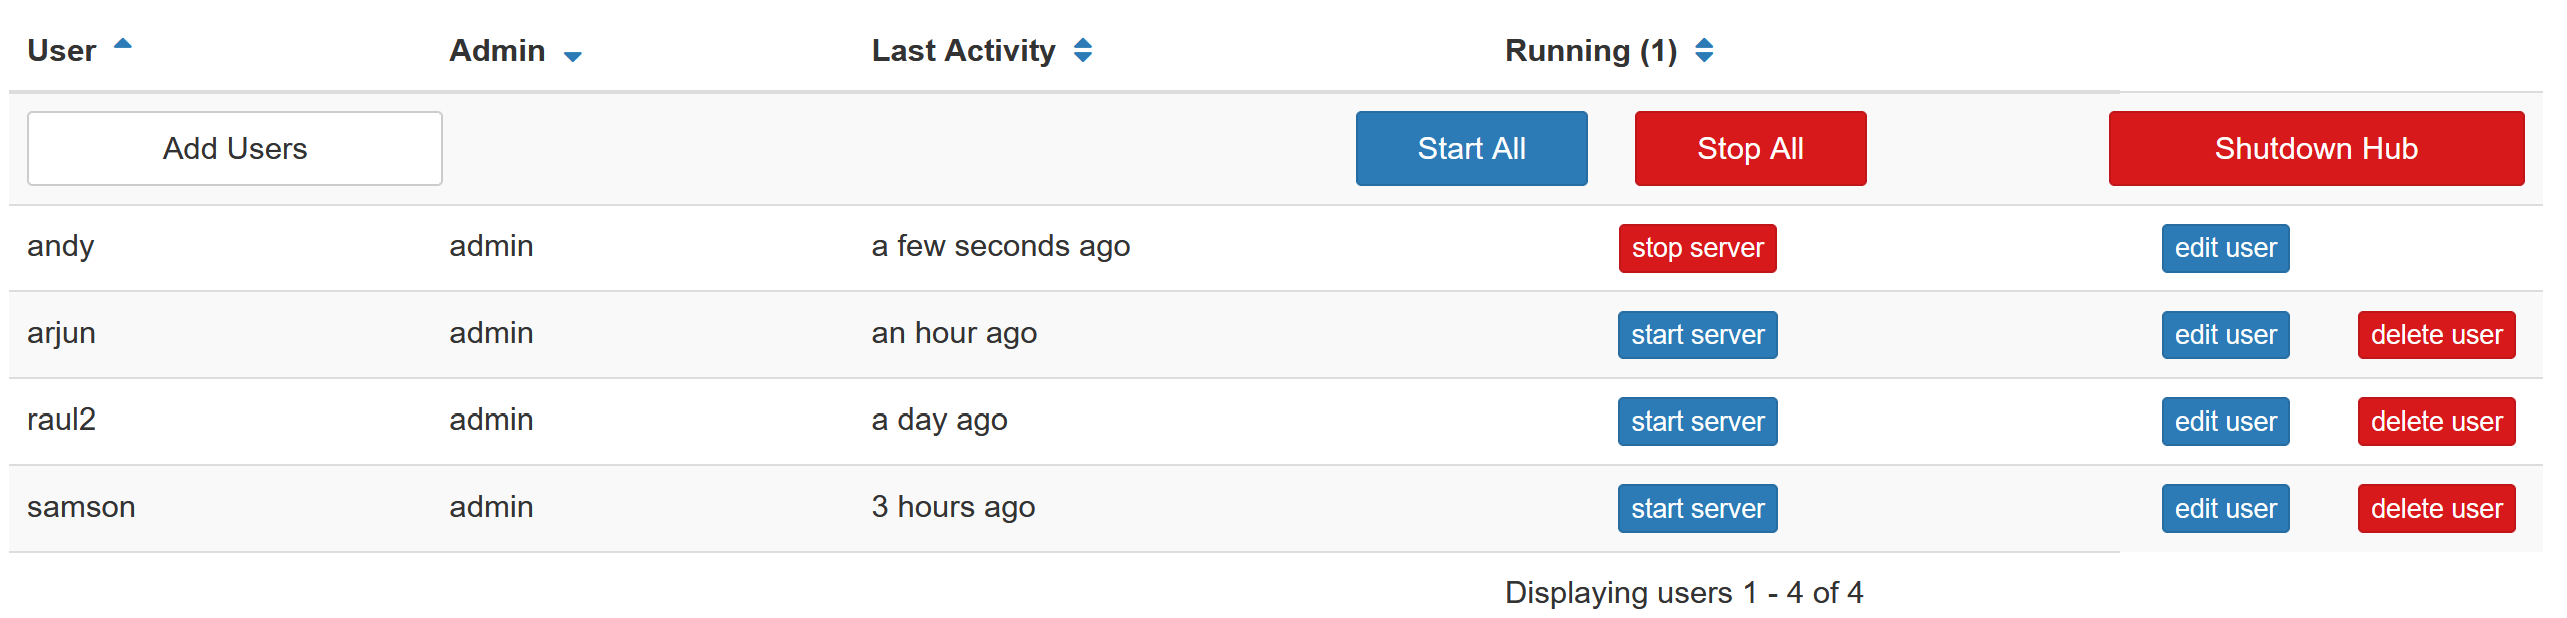 User Admin Last Activity Running (1)
Add Users Start All Stop All Shutdown Hub
andy admin a few seconds ago stop server edit user
arjun admin an hour ago start server edit user delete user
raul2 admin a day ago start server edit user delete user
samson admin 3 hours ago start server edit user delete user
Displaying users 1 - 4 of 4